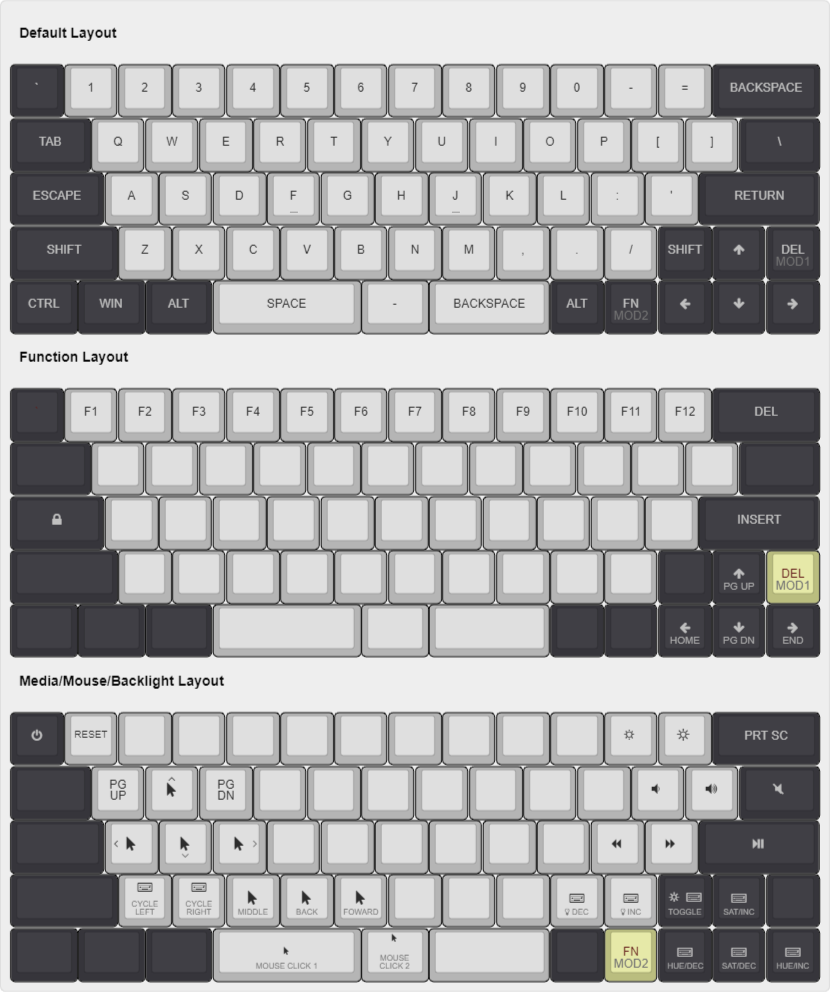 Default Layout
` 1 2 3 4 5 6 7 8 9 0 - = BACKSPACE
TAB Q W E R T Y U I O P [ ] \
ESCAPE A S D F _ G H J _ K L : ' RETURN
SHIFT Z X C V B N M , . / SHIFT DEL
MOD1
CTRL WIN ALT SPACE - BACKSPACE ALT FN
MOD2
Function Layout
F1 F2 F3 F4 F5 F6 F7 F8 F9 F10 F11 F12 DEL
INSERT
DEL
PG UP MOD1
HOME PG DN END
Media/Mouse/Backlight Layout
RESET PRT SC
PG PG
UP DN
CYCLE CYCLE MIDDLE BACK FOWARD DEC INC TOGGLE SAT/INC
LEFT RIGHT
MOUSE CLICK 1 MOUSE
CLICK 2
FN
MOD2 HUE/DEC SAT/DEC HUE/INC